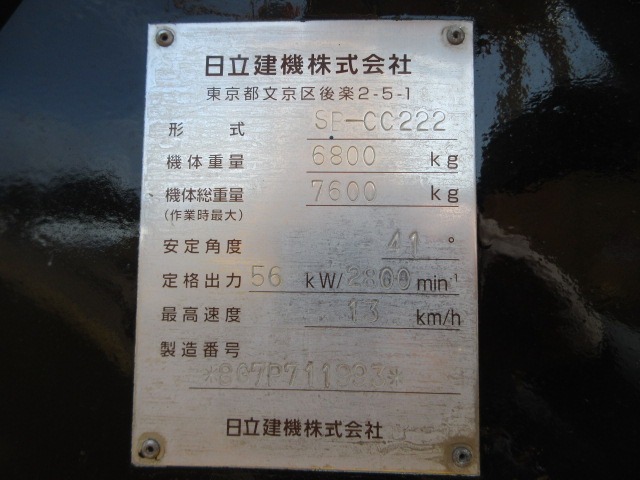 日立建機株式会社
東京都文京区後楽2-5-1
形 式 SP-CC222
機体重量 6800 kg
機体総重量 7600 kg
(作業時最大)
安定角度 41 °
定格出力 56 kW/2800min⁻¹
最高速度 13 km/h
製造番号
日立建機株式会社